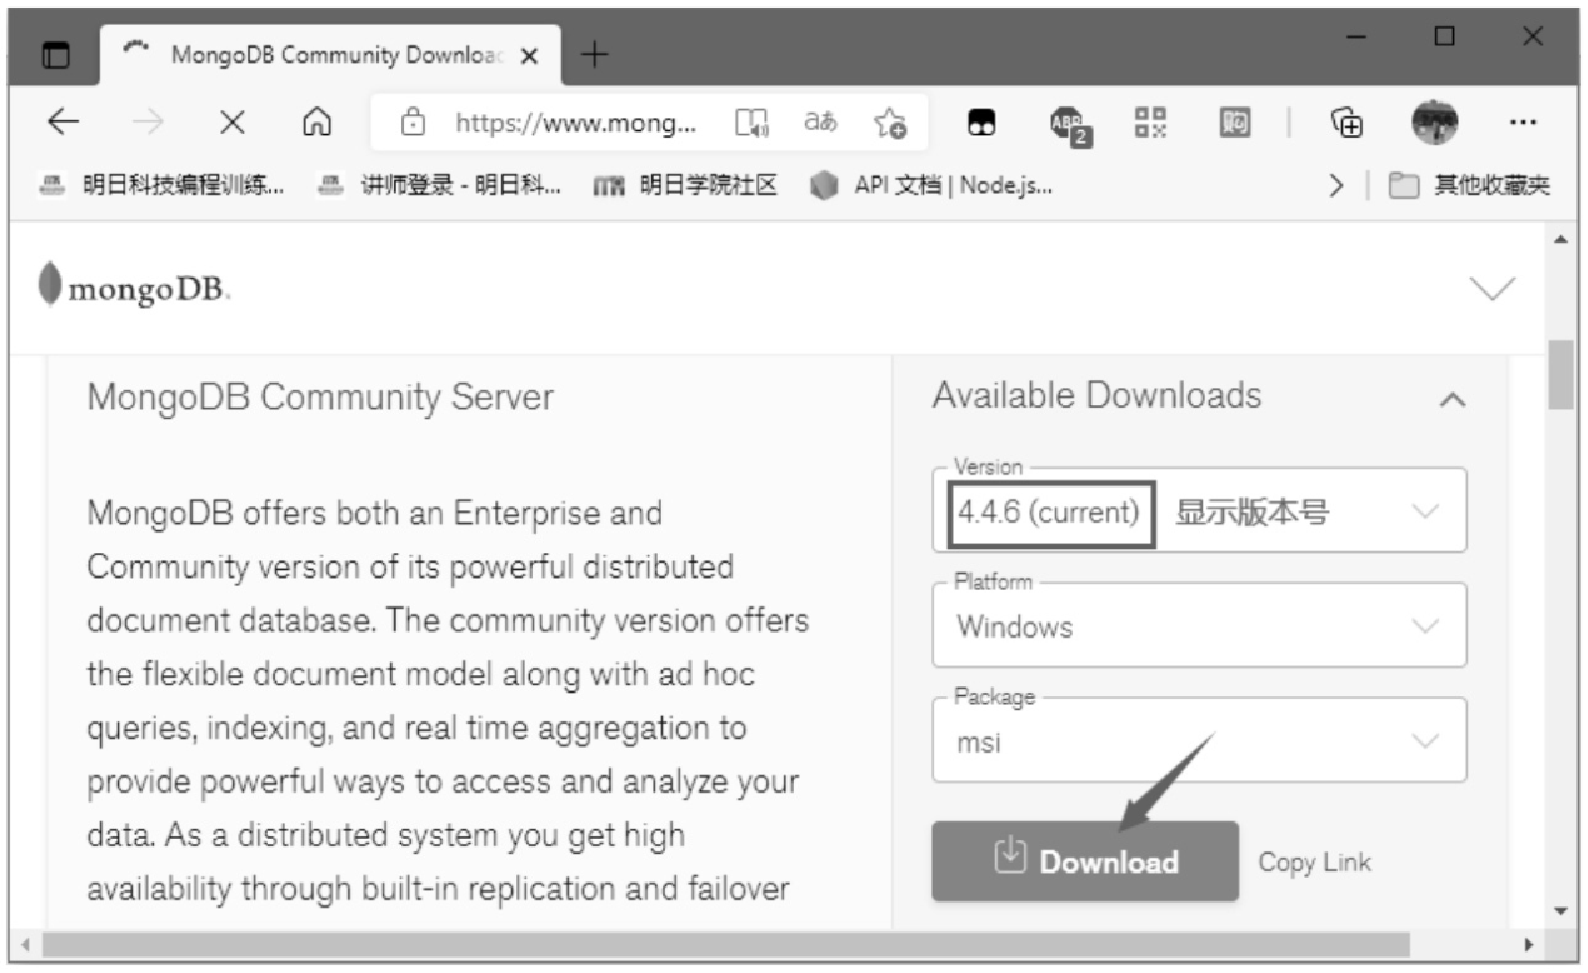 MongoDB Community Downloac
https://www.mong...
aあ
ABP
2
明日科技编程训练...
讲师登录 - 明日科...
明日学院社区
API 文档 | Node.js...
其他收藏夹
mongoDB.
MongoDB Community Server
MongoDB offers both an Enterprise and
Community version of its powerful distributed
document database. The community version offers
the flexible document model along with ad hoc
queries, indexing, and real time aggregation to
provide powerful ways to access and analyze your
data. As a distributed system you get high
availability through built-in replication and failover
Available Downloads
Version
4.4.6 (current) 显示版本号
Platform
Windows
Package
msi
Download
Copy Link